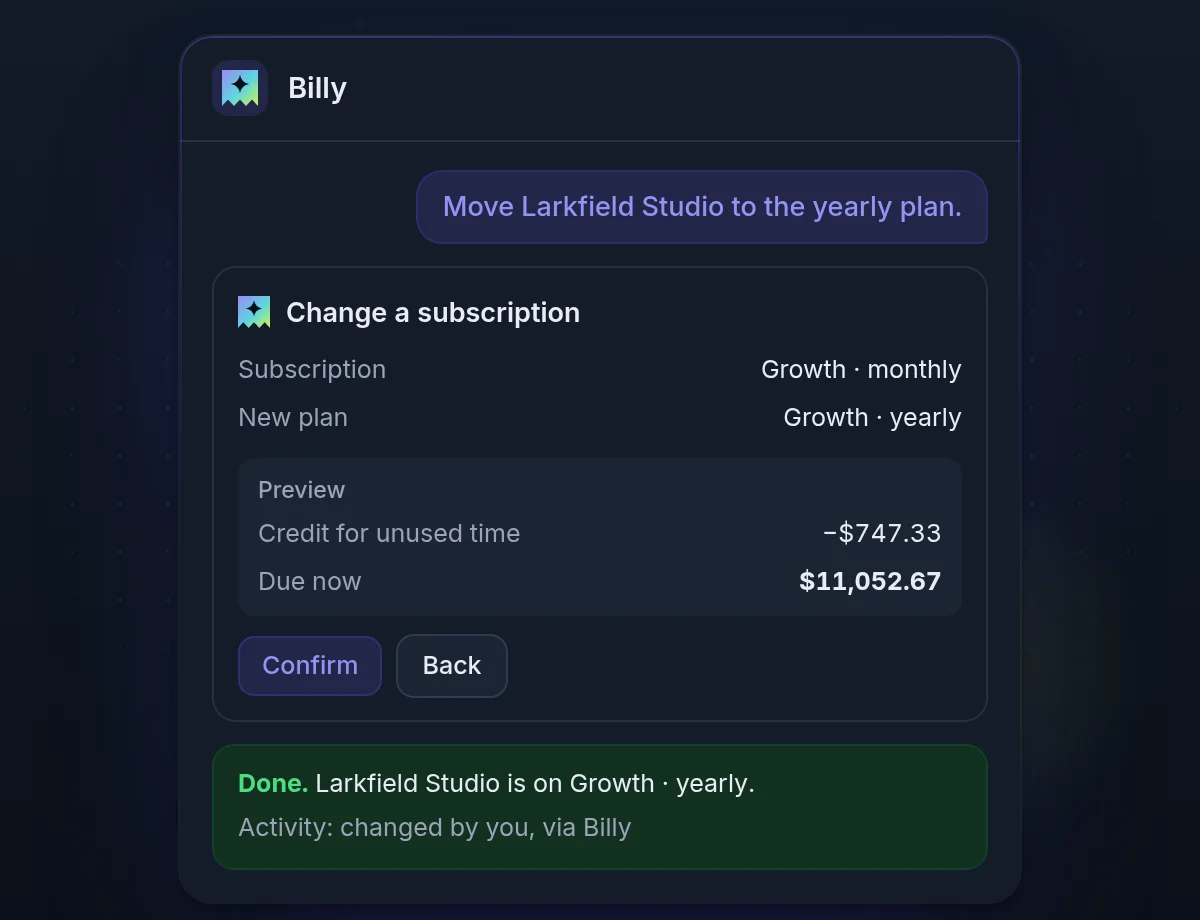 Billy
Move Larkfield Studio to the yearly plan.
Change a subscription
Subscription Growth · monthly
New plan Growth · yearly
Preview
Credit for unused time −$747.33
Due now $11,052.67
Confirm Back
Done. Larkfield Studio is on Growth · yearly.
Activity: changed by you, via Billy